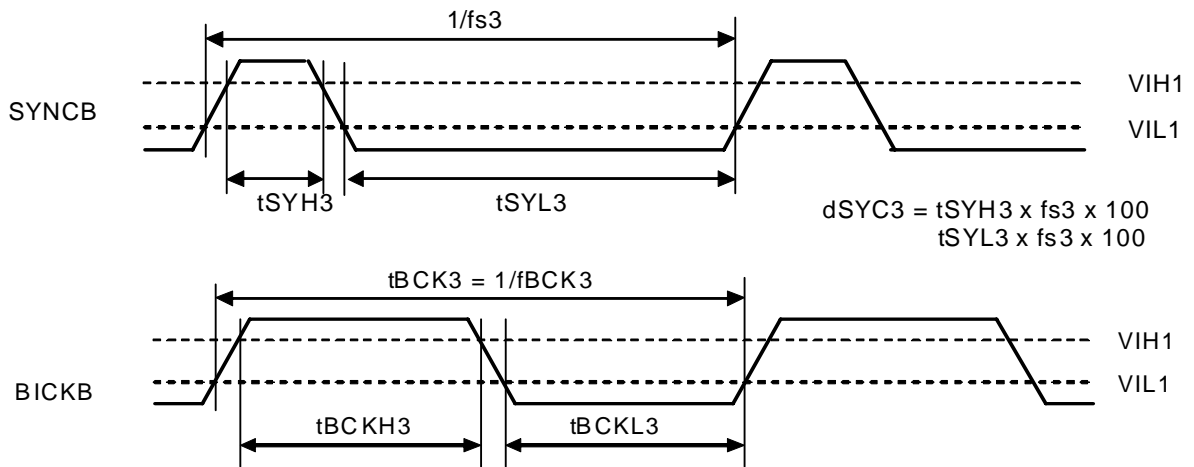 1/fs3
VIH1
SYNCB
VIL1
tSYH3
tSYL3
dSYC3 = tSYH3 x fs3 x 100
tSYL3 x fs3 x 100
tBCK3 = 1/fBCK3
VIH1
VIL1
BICKB
tBCKH3
tBCKL3